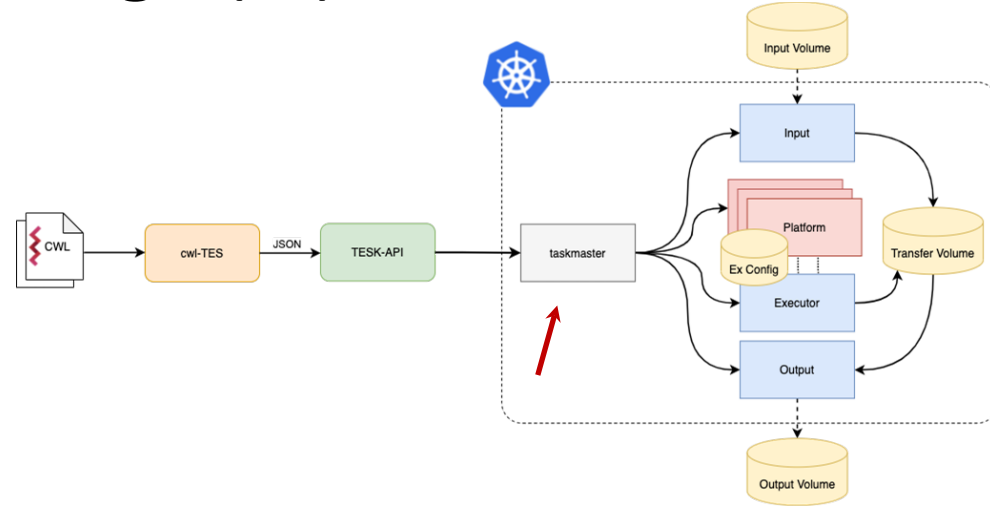 Input Volume
Input
Platform
CWL
cwl-TES
JSON
TESK-API
taskmaster
Transfer Volume
Ex Config
Executor
Output
Output Volume